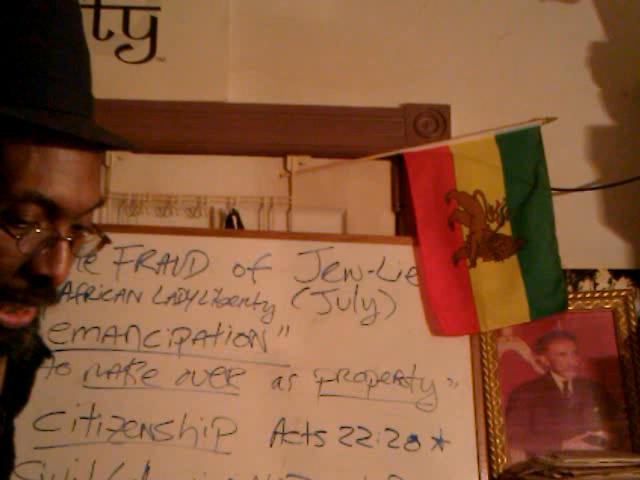 ty
The FRAUD of Jew-Lie
AFRICAN LADY Liberty (July)
emancipation"
to make over as property"
citizenship Acts 22:28 *